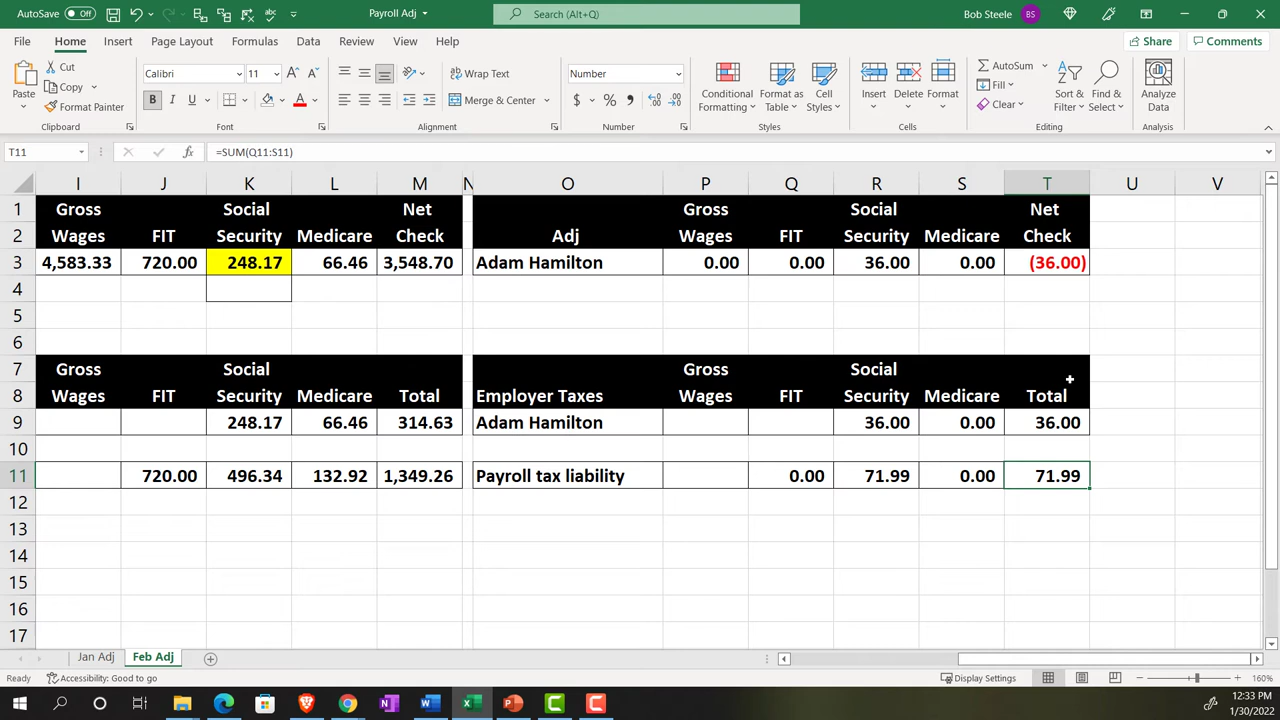 AutoSave Off
Payroll Adj
Search (Alt+Q)
Bob Steele BS
File Home Insert Draw Page Layout Formulas Data Review View Help
Share Comments
Paste Cut Copy Format Painter Clipboard
Calibri 11 B I U A Font
Wrap Text Merge & Center Alignment
Number $ % , Number
Conditional Formatting Format as Table Cell Styles Styles
Insert Delete Format Cells
AutoSum Fill Clear Sort & Filter Find & Select Editing
Analyze Data Analysis
T11 fx =SUM(Q11:S11)
I J K L M N O P Q R S T U V
1 Gross Social Net Gross Social Net
2 Wages FIT Security Medicare Check Adj Wages FIT Security Medicare Check
3 4,583.33 720.00 248.17 66.46 3,548.70 Adam Hamilton 0.00 0.00 36.00 0.00 (36.00)
4
5
6
7 Gross Social Gross Social
8 Wages FIT Security Medicare Total Employer Taxes Wages FIT Security Medicare Total
9 248.17 66.46 314.63 Adam Hamilton 36.00 0.00 36.00
10
11 720.00 496.34 132.92 1,349.26 Payroll tax liability 0.00 71.99 0.00 71.99
12
13
14
15
16
17
Jan Adj Feb Adj
Ready Accessibility: Good to go Display Settings 160%
12:33 PM
1/30/2022